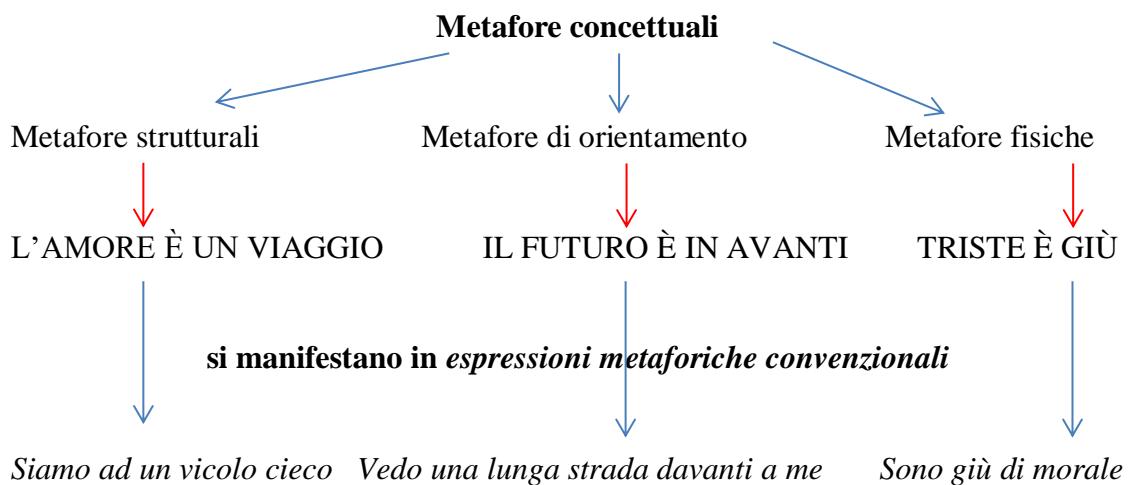 Metafore concettuali
Metafore strutturali Metafore di orientamento Metafore fisiche
L'AMORE È UN VIAGGIO IL FUTURO È IN AVANTI TRISTE È GIÙ
si manifestano in espressioni metaforiche convenzionali
Siamo ad un vicolo cieco Vedo una lunga strada davanti a me Sono giù di morale